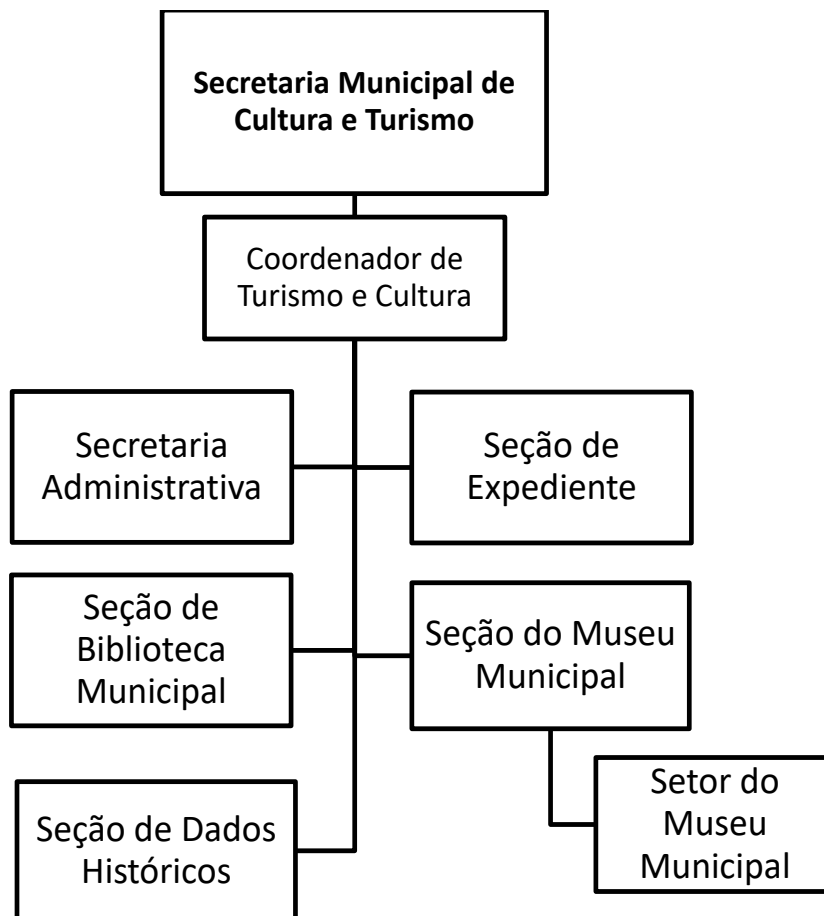 Secretaria Municipal de
Cultura e Turismo
Coordenador de
Turismo e Cultura
Secretaria
Administrativa
Seção de
Expediente
Seção de
Biblioteca
Municipal
Seção do Museu
Municipal
Seção de Dados
Históricos
Setor do
Museu
Municipal